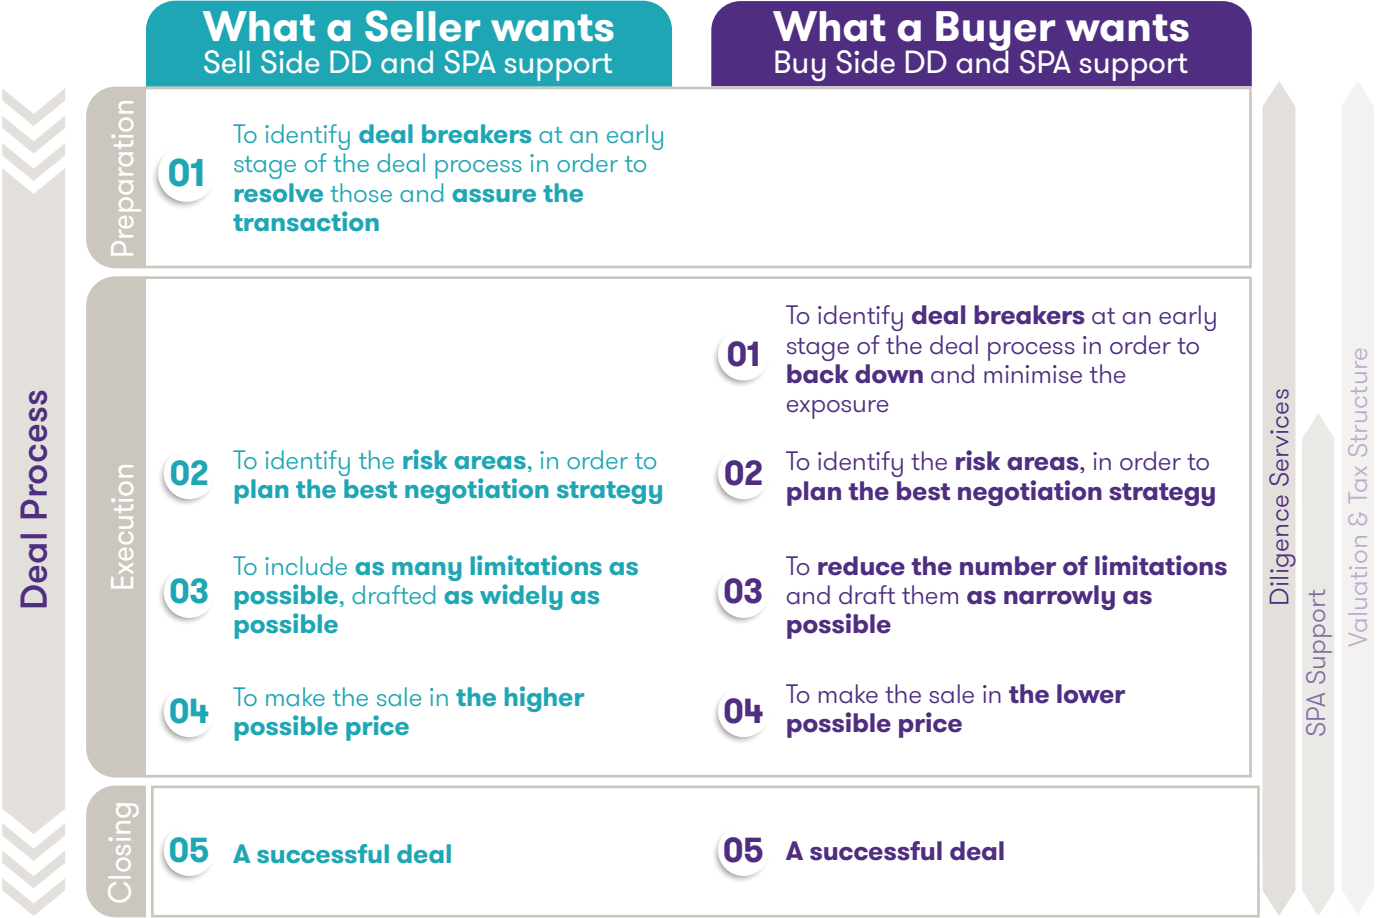 What a Seller wants
Sell Side DD and SPA support
What a Buyer wants
Buy Side DD and SPA support
Deal Process
Preparation
01
To identify deal breakers at an early
stage of the deal process in order to
resolve those and assure the
transaction
Execution
01
To identify deal breakers at an early
stage of the deal process in order to
back down and minimise the
exposure
02
To identify the risk areas, in order to
plan the best negotiation strategy
02
To identify the risk areas, in order to
plan the best negotiation strategy
03
To include as many limitations as
possible, drafted as widely as
possible
03
To reduce the number of limitations
and draft them as narrowly as
possible
04
To make the sale in the higher
possible price
04
To make the sale in the lower
possible price
Closing
05
A successful deal
05
A successful deal
Diligence Services
SPA Support
Valuation & Tax Structure